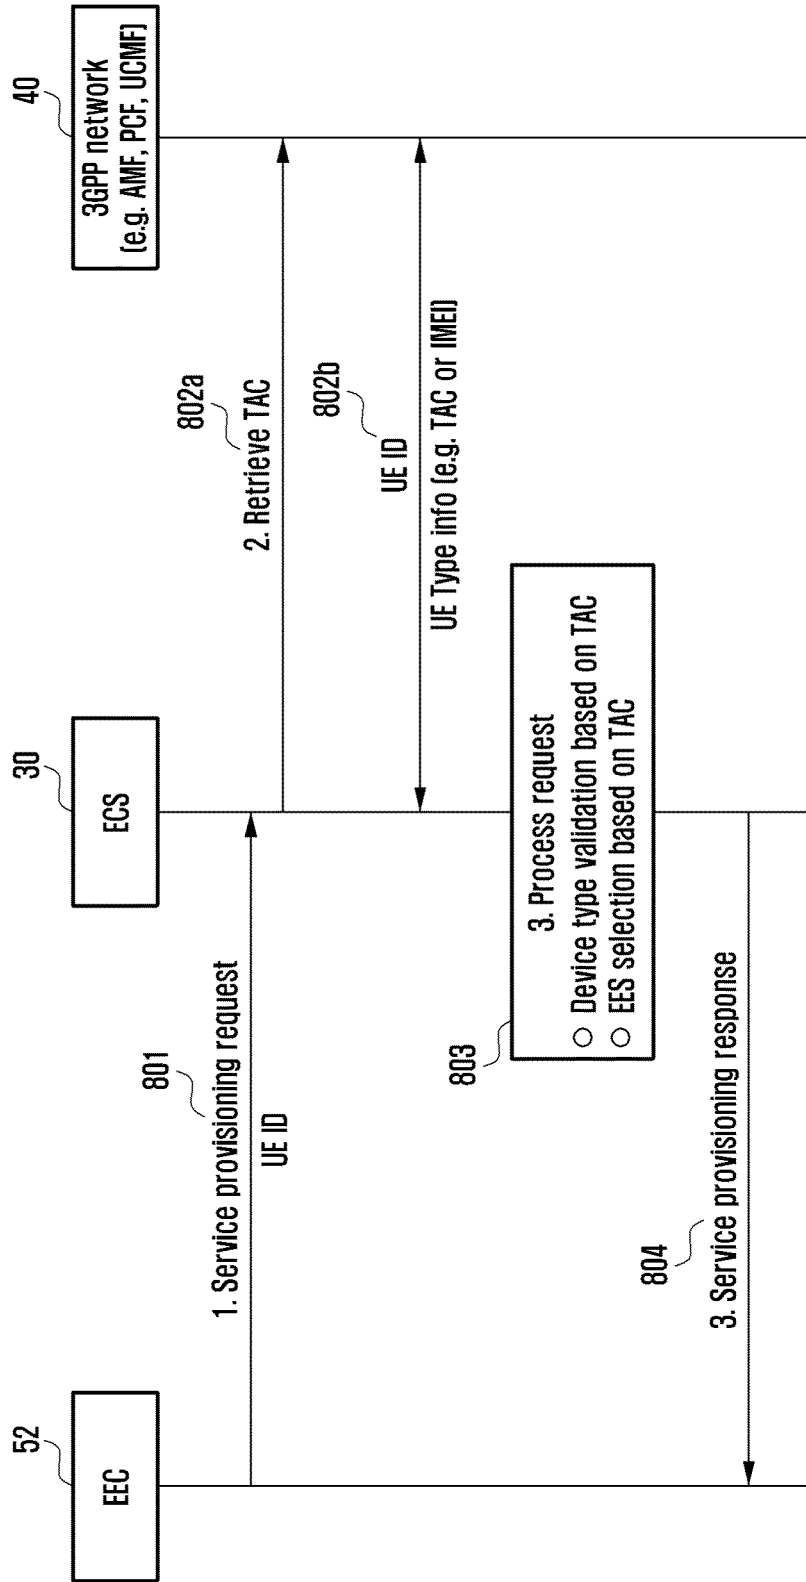 52
EEC
30
ECS
40
3GPP network
(e.g. AMF, PCF, UCMF)
801
1. Service provisioning request
UE ID
802a
2. Retrieve TAC
802b
UE ID
UE Type info (e.g. TAC or IMEI)
803
3. Process request
○ Device type validation based on TAC
○ EES selection based on TAC
804
3. Service provisioning response